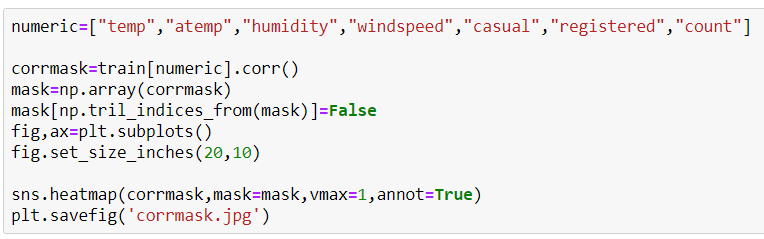 numeric=["temp","atemp","humidity","windspeed","casual","registered","count"]
corrmask=train[numeric].corr()
mask=np.array(corrmask)
mask[np.tril_indices_from(mask)]=False
fig,ax=plt.subplots()
fig.set_size_inches(20,10)
sns.heatmap(corrmask,mask=mask,vmax=1,annot=True)
plt.savefig('corrmask.jpg')